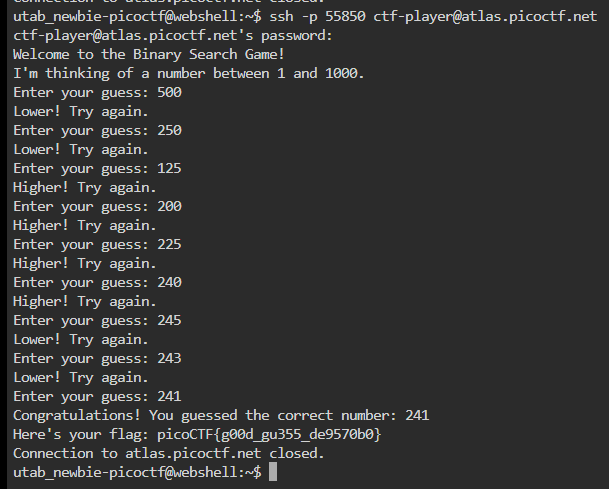 utab_newbie-picoctf@webshell:~$ ssh -p 55850 ctf-player@atlas.picoctf.net
ctf-player@atlas.picoctf.net's password:
Welcome to the Binary Search Game!
I'm thinking of a number between 1 and 1000.
Enter your guess: 500
Lower! Try again.
Enter your guess: 250
Lower! Try again.
Enter your guess: 125
Higher! Try again.
Enter your guess: 200
Higher! Try again.
Enter your guess: 225
Higher! Try again.
Enter your guess: 240
Higher! Try again.
Enter your guess: 245
Lower! Try again.
Enter your guess: 243
Lower! Try again.
Enter your guess: 241
Congratulations! You guessed the correct number: 241
Here's your flag: picoCTF{g00d_gu355_de9570b0}
Connection to atlas.picoctf.net closed.
utab_newbie-picoctf@webshell:~$